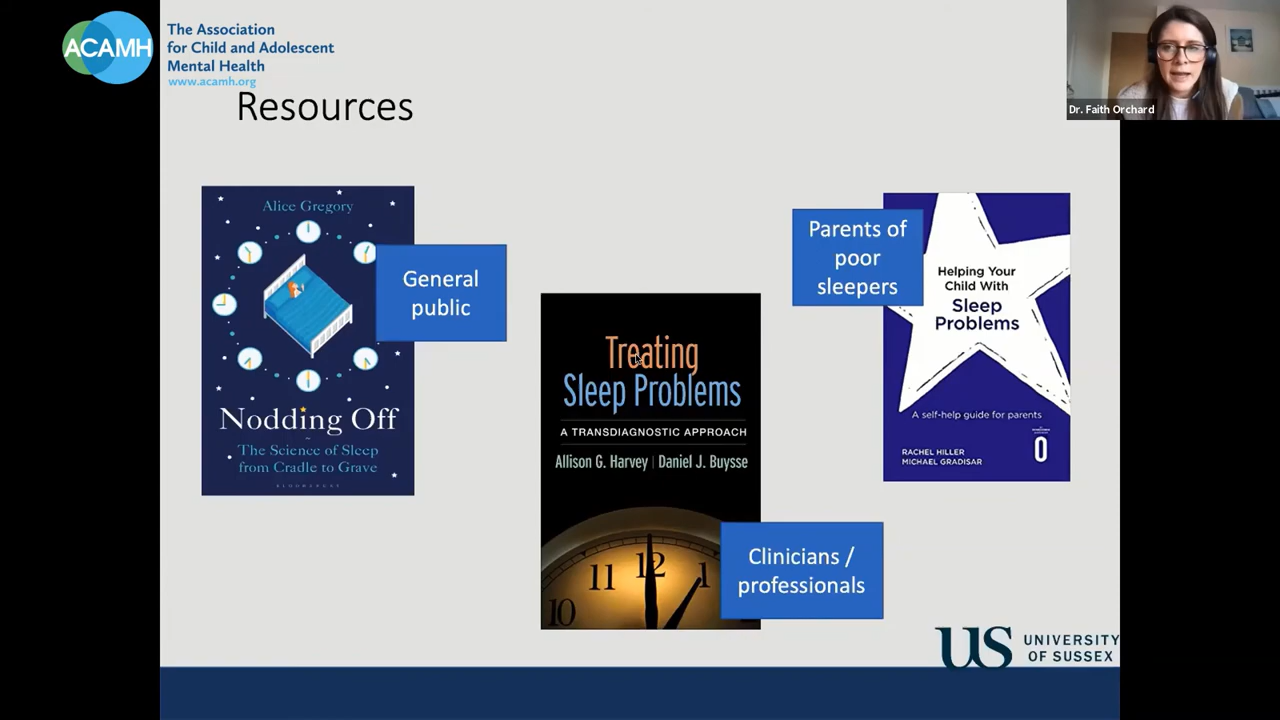 ACAMH
The Association
for Child and Adolescent
Mental Health
www.acamh.org
Dr. Faith Orchard
Resources
Alice Gregory
Nodding Off
The Science of Sleep
from Cradle to Grave
BLOOMSBURY
General
public
Treating
Sleep Problems
A TRANSDIAGNOSTIC APPROACH
Allison G. Harvey | Daniel J. Buysse
10
11
12
1
Clinicians /
professionals
Parents of
poor
sleepers
Helping Your
Child With
Sleep
Problems
A self-help guide for parents
RACHEL HILLER
MICHAEL GRADISAR
US UNIVERSITY
OF SUSSEX